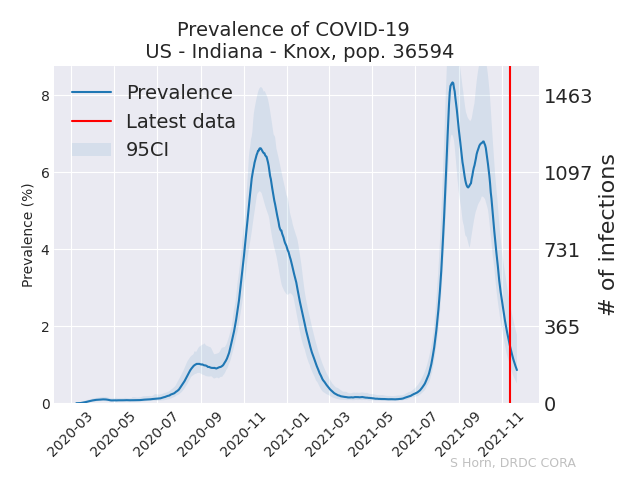 Prevalence of COVID-19
US - Indiana - Knox, pop. 36594
Prevalence
Latest data
95CI
Prevalence (%)
8
6
4
2
0
1463
1097
731
365
0
# of infections
2020-03
2020-05
2020-07
2020-09
2020-11
2021-01
2021-03
2021-05
2021-07
2021-09
2021-11
S Horn, DRDC CORA